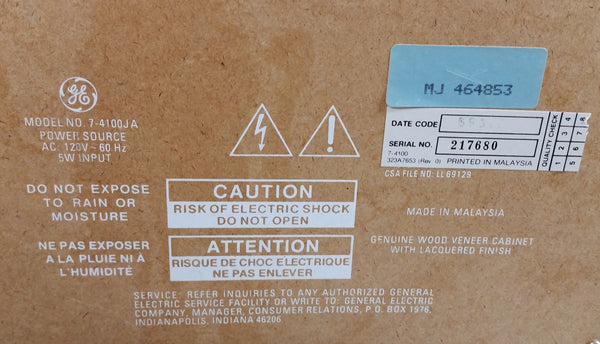 MJ 464853
GE
MODEL NO. 7-4100JA
POWER SOURCE
AC. 120V~60 Hz
5W INPUT
DATE CODE
SERIAL NO. 217680
7-4100
323A7653 (Rev 0) PRINTED IN MALAYSIA
QUALITY CHECK
1 2 3 4
5 6 7 8
CSA FILE NO. LL69129
DO NOT EXPOSE
TO RAIN OR
MOISTURE
CAUTION
RISK OF ELECTRIC SHOCK
DO NOT OPEN
MADE IN MALAYSIA
NE PAS EXPOSER
A LA PLUIE NI À
L'HUMIDITÉ
ATTENTION
RISQUE DE CHOC ELECTRIQUE
NE PAS ENLEVER
GENUINE WOOD VENEER CABINET
WITH LACQUERED FINISH
SERVICE: REFER INQUIRIES TO ANY AUTHORIZED GENERAL
ELECTRIC SERVICE FACILITY OR WRITE TO: GENERAL ELECTRIC
COMPANY, MANAGER, CONSUMER RELATIONS, P.O. BOX 1976,
INDIANAPOLIS, INDIANA 46206